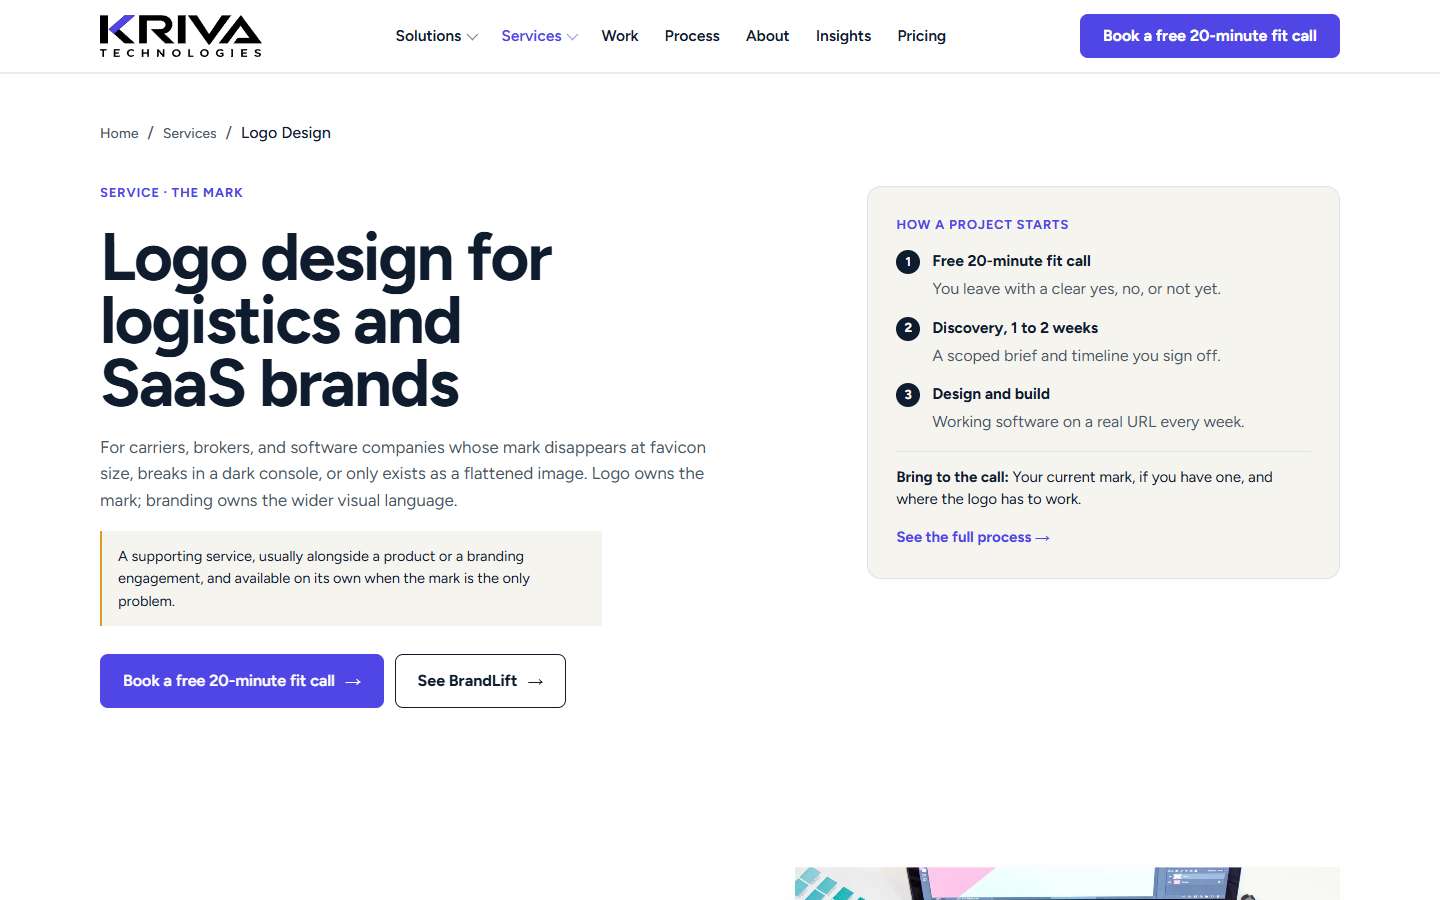 KRIVA
TECHNOLOGIES
Solutions
Services
Work
Process
About
Insights
Pricing
Book a free 20-minute fit call
Home / Services / Logo Design
SERVICE · THE MARK
Logo design for
logistics and
SaaS brands
For carriers, brokers, and software companies whose mark disappears at favicon
size, breaks in a dark console, or only exists as a flattened image. Logo owns the
mark; branding owns the wider visual language.
A supporting service, usually alongside a product or a branding
engagement, and available on its own when the mark is the only
problem.
Book a free 20-minute fit call →
See BrandLift →
HOW A PROJECT STARTS
1 Free 20-minute fit call
You leave with a clear yes, no, or not yet.
2 Discovery, 1 to 2 weeks
A scoped brief and timeline you sign off.
3 Design and build
Working software on a real URL every week.
Bring to the call: Your current mark, if you have one, and
where the logo has to work.
See the full process →